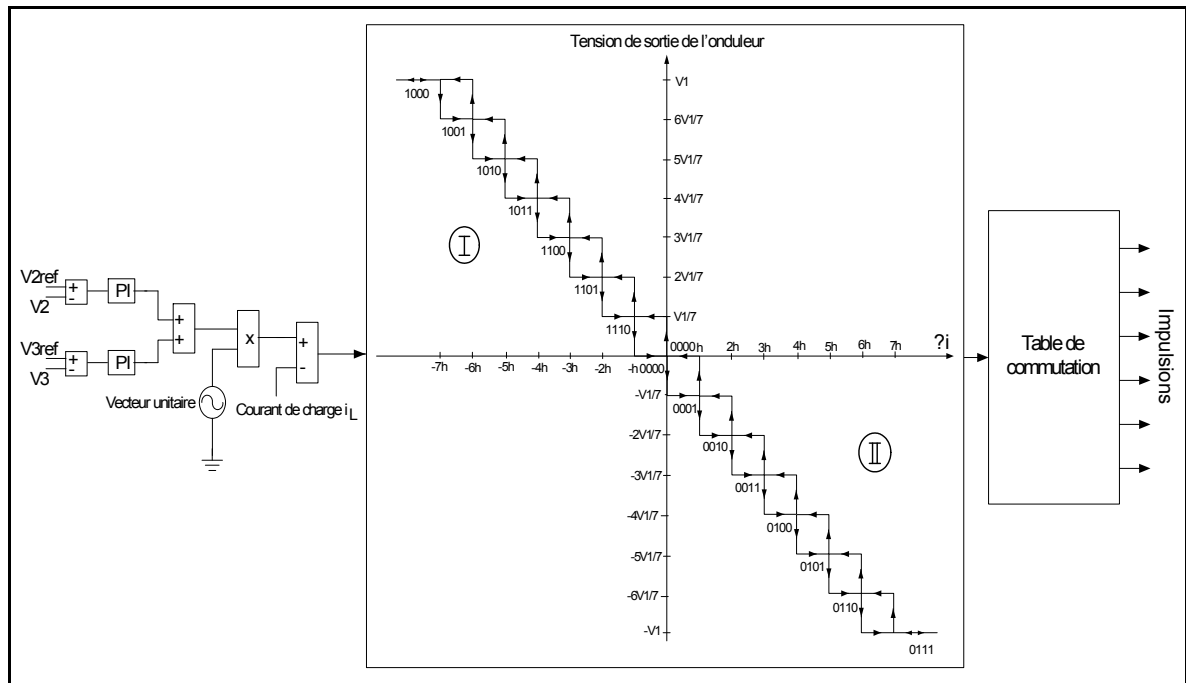 Tension de sortie de l'onduleur
V1
6V1/7
5V1/7
4V1/7
3V1/7
2V1/7
V1/7
1000
1001
1010
1011
1100
1101
1110
I
V2ref
V2
+
-
PI
V3ref
V3
+
-
PI
+
+
x
+
-
Vecteur unitaire
Courant de charge iL
-7h -6h -5h -4h -3h -2h -h 0000
0000 h 2h 3h 4h 5h 6h 7h
?i
-V1/7
-2V1/7
-3V1/7
-4V1/7
-5V1/7
-6V1/7
-V1
0001
0010
0011
0100
0101
0110
0111
II
Table de
commutation
Impulsions